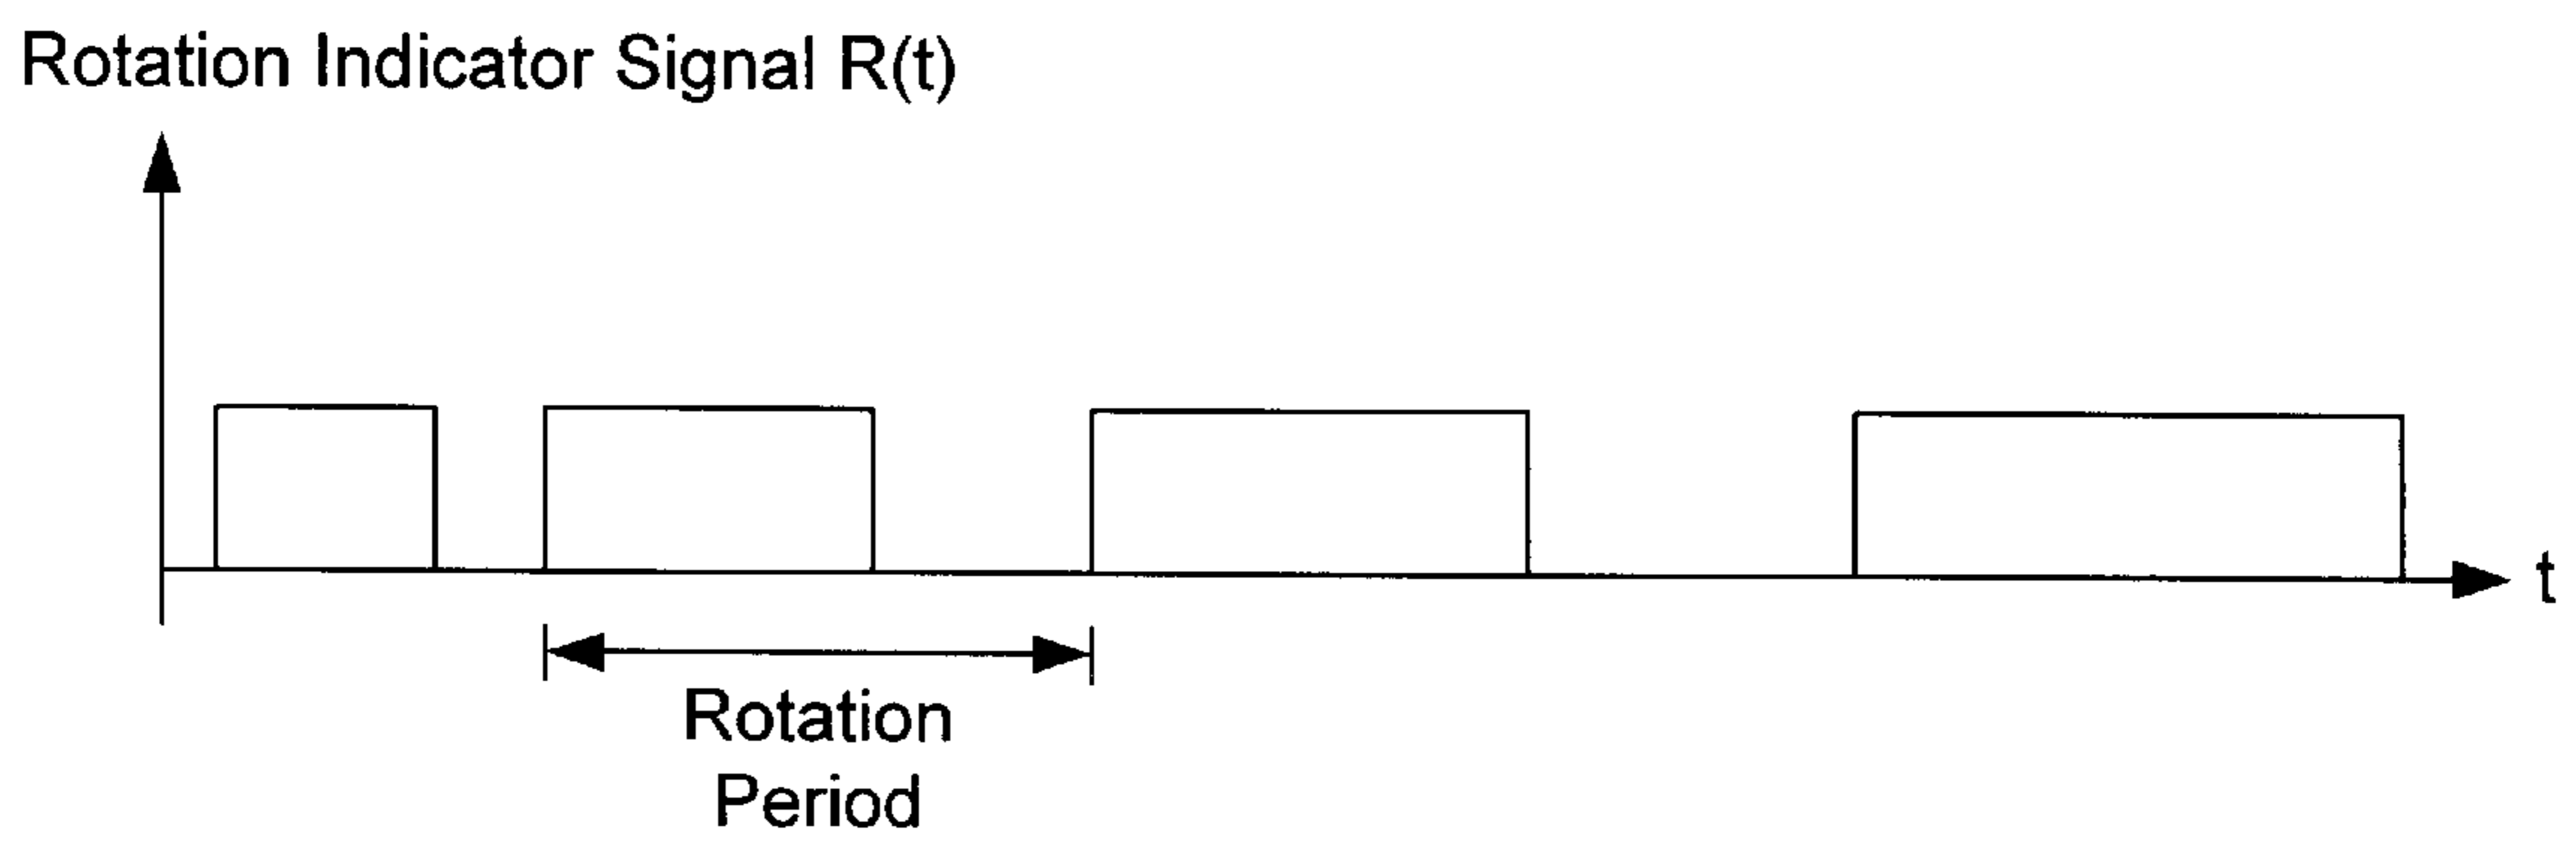 Rotation Indicator Signal R(t)
t
Rotation
Period